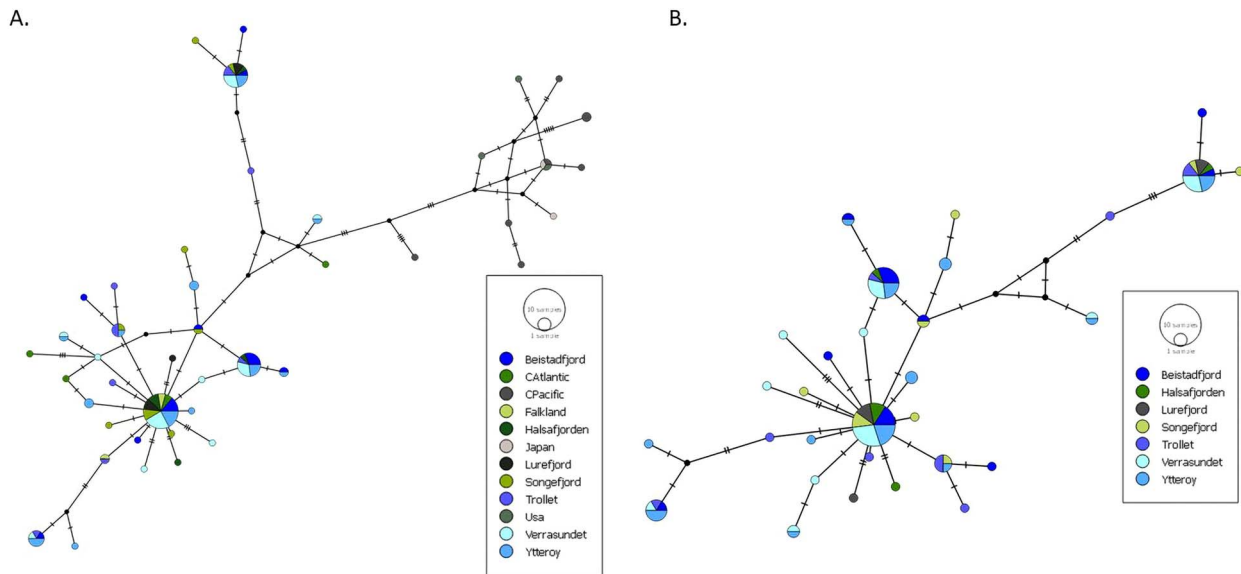 A.
B.
10 samples
1 sample
Beistadfjord
CAtlantic
CPacific
Falkland
Halsafjorden
Japan
Lurefjord
Songefjord
Trollet
Usa
Verrasundet
Ytteroy
10 samples
1 sample
Beistadfjord
Halsafjorden
Lurefjord
Songefjord
Trollet
Verrasundet
Ytteroy